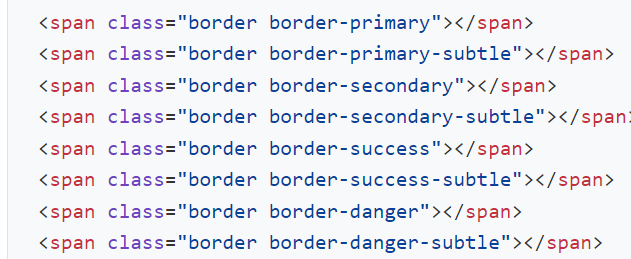 <span class="border border-primary"></span>
<span class="border border-primary-subtle"></span>
<span class="border border-secondary"></span>
<span class="border border-secondary-subtle"></span>
<span class="border border-success"></span>
<span class="border border-success-subtle"></span>
<span class="border border-danger"></span>
<span class="border border-danger-subtle"></span>